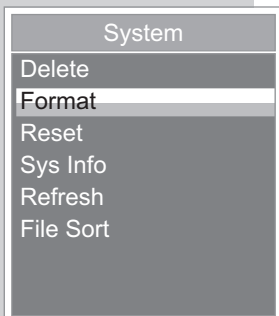 System
Delete
Format
Reset
Sys Info
Refresh
File Sort